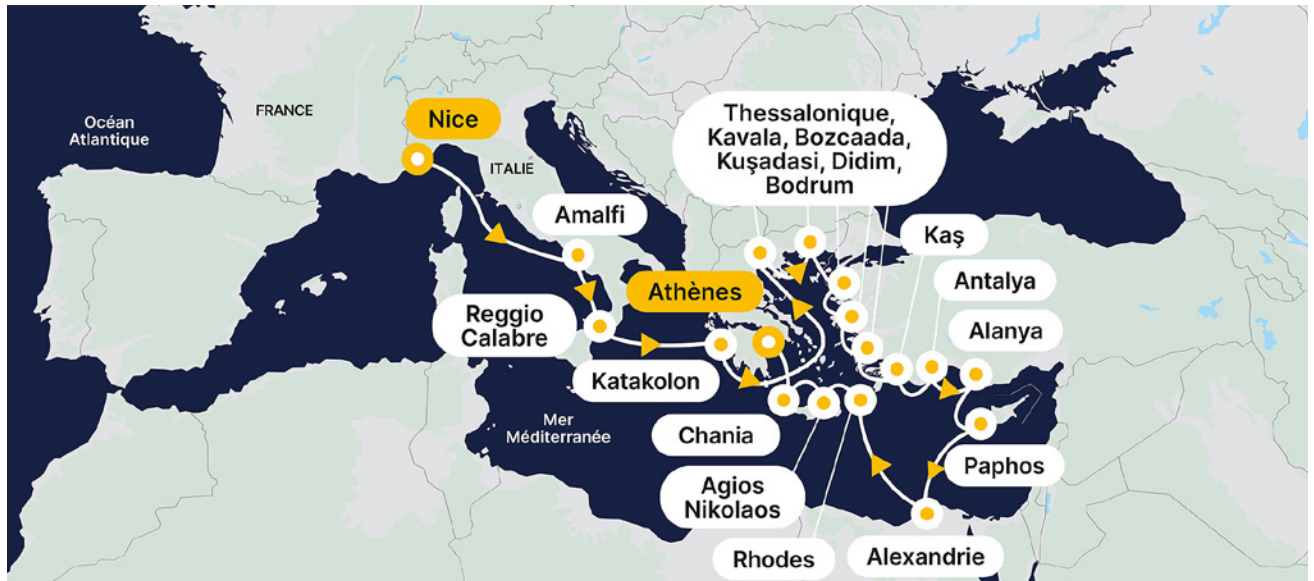 Océan
Atlantique
FRANCE
Nice
ITALIE
Amalfi
Thessalonique,
Kavala, Bozcaada,
Kuşadasi, Didim,
Bodrum
Kaş
Antalya
Alanya
Athènes
Reggio
Calabre
Katakolon
Mer
Méditerranée
Chania
Agios
Nikolaos
Rhodes
Paphos
Alexandrie